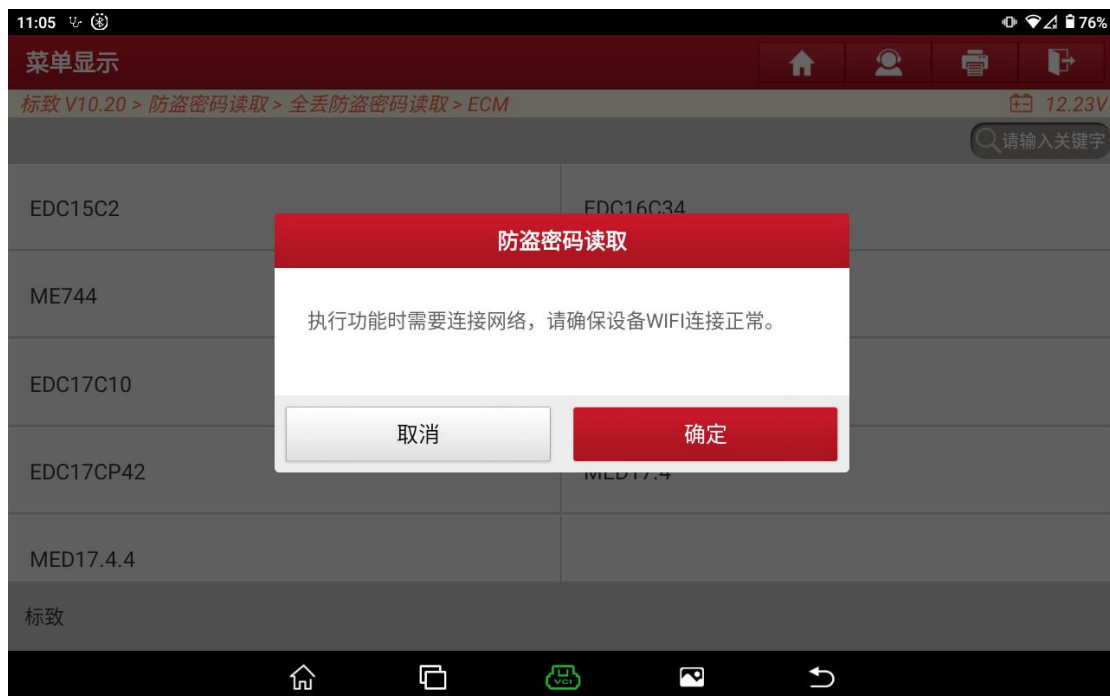 11:05
76%
菜单显示
标致 V10.20 > 防盗密码读取 > 全丢防盗密码读取 > ECM
12.23V
请输入关键字
EDC15C2
EDC16C34
防盗密码读取
ME744
执行功能时需要连接网络，请确保设备WIFI连接正常。
EDC17C10
取消
确定
EDC17CP42
MED17.4
MED17.4.4
标致
VCI